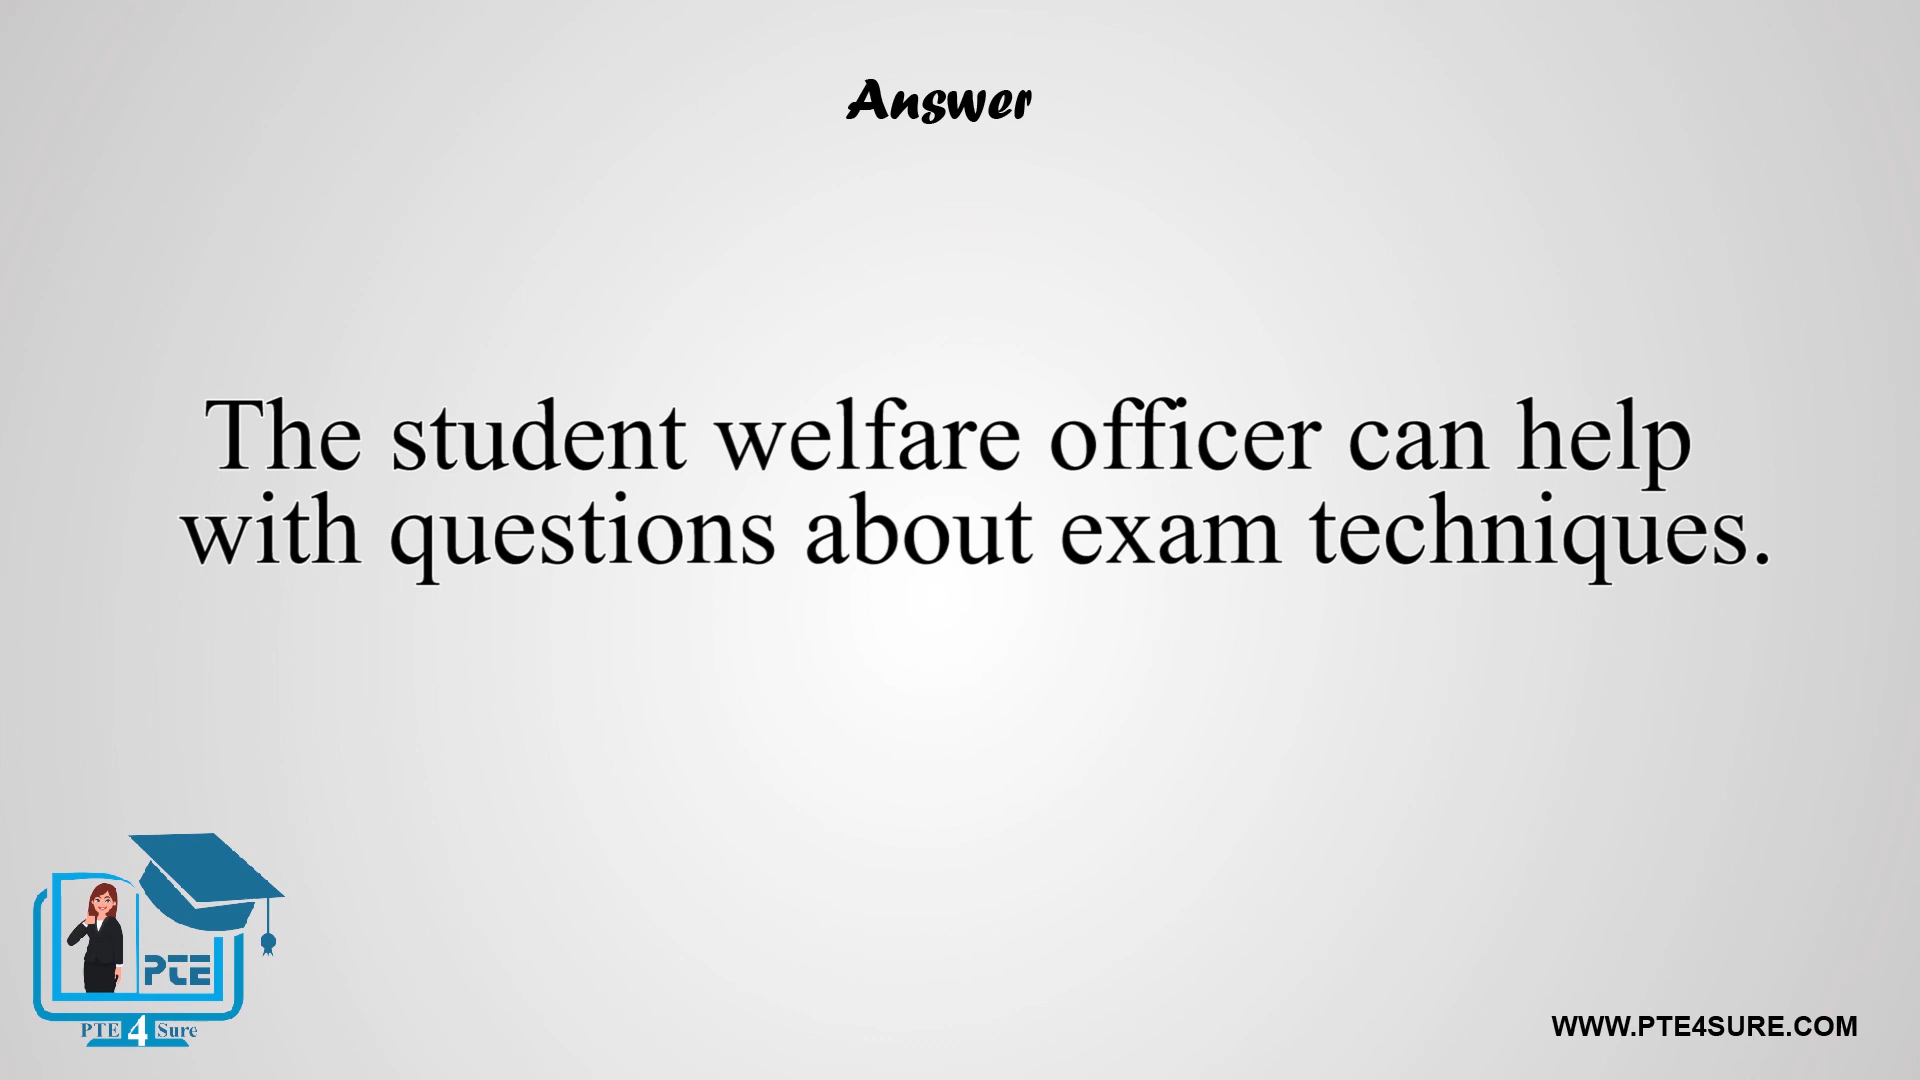 Answer
The student welfare officer can help
with questions about exam techniques.
PTE
PTE 4 Sure
WWW.PTE4SURE.COM